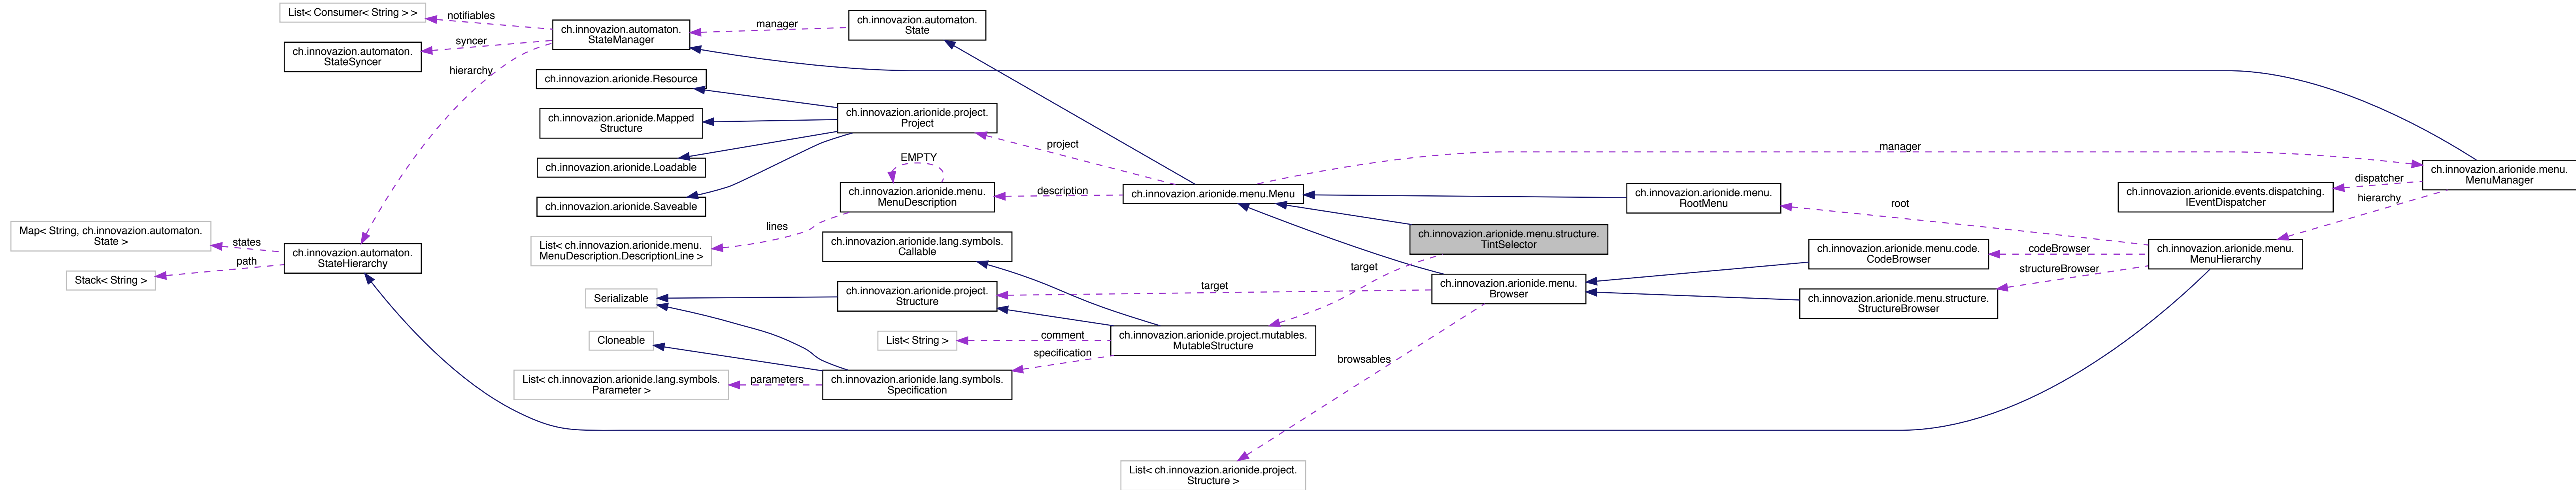 List< Consumer< String > >
notifiables
ch.innovazion.automaton.
StateManager
manager
ch.innovazion.automaton.
State
syncer
ch.innovazion.automaton.
StateSyncer
hierarchy
ch.innovazion.arionide.Resource
ch.innovazion.arionide.Mapped
Structure
ch.innovazion.arionide.project.
Project
project
manager
ch.innovazion.arionide.Loadable
EMPTY
ch.innovazion.arionide.menu.
MenuManager
ch.innovazion.arionide.menu.
MenuDescription
description
ch.innovazion.arionide.menu.Menu
ch.innovazion.arionide.menu.
RootMenu
ch.innovazion.arionide.events.dispatching.
IEventDispatcher
dispatcher
hierarchy
ch.innovazion.arionide.Saveable
root
Map< String, ch.innovazion.automaton.
State >
states
path
Stack< String >
ch.innovazion.automaton.
StateHierarchy
List< ch.innovazion.arionide.menu.
MenuDescription.DescriptionLine >
lines
ch.innovazion.arionide.lang.symbols.
Callable
ch.innovazion.arionide.menu.structure.
TintSelector
target
ch.innovazion.arionide.menu.code.
CodeBrowser
codeBrowser
structureBrowser
ch.innovazion.arionide.menu.
MenuHierarchy
Serializable
ch.innovazion.arionide.project.
Structure
target
ch.innovazion.arionide.menu.
Browser
ch.innovazion.arionide.menu.structure.
StructureBrowser
Cloneable
List< String >
comment
specification
ch.innovazion.arionide.project.mutables.
MutableStructure
browsables
List< ch.innovazion.arionide.lang.symbols.
Parameter >
parameters
ch.innovazion.arionide.lang.symbols.
Specification
List< ch.innovazion.arionide.project.
Structure >